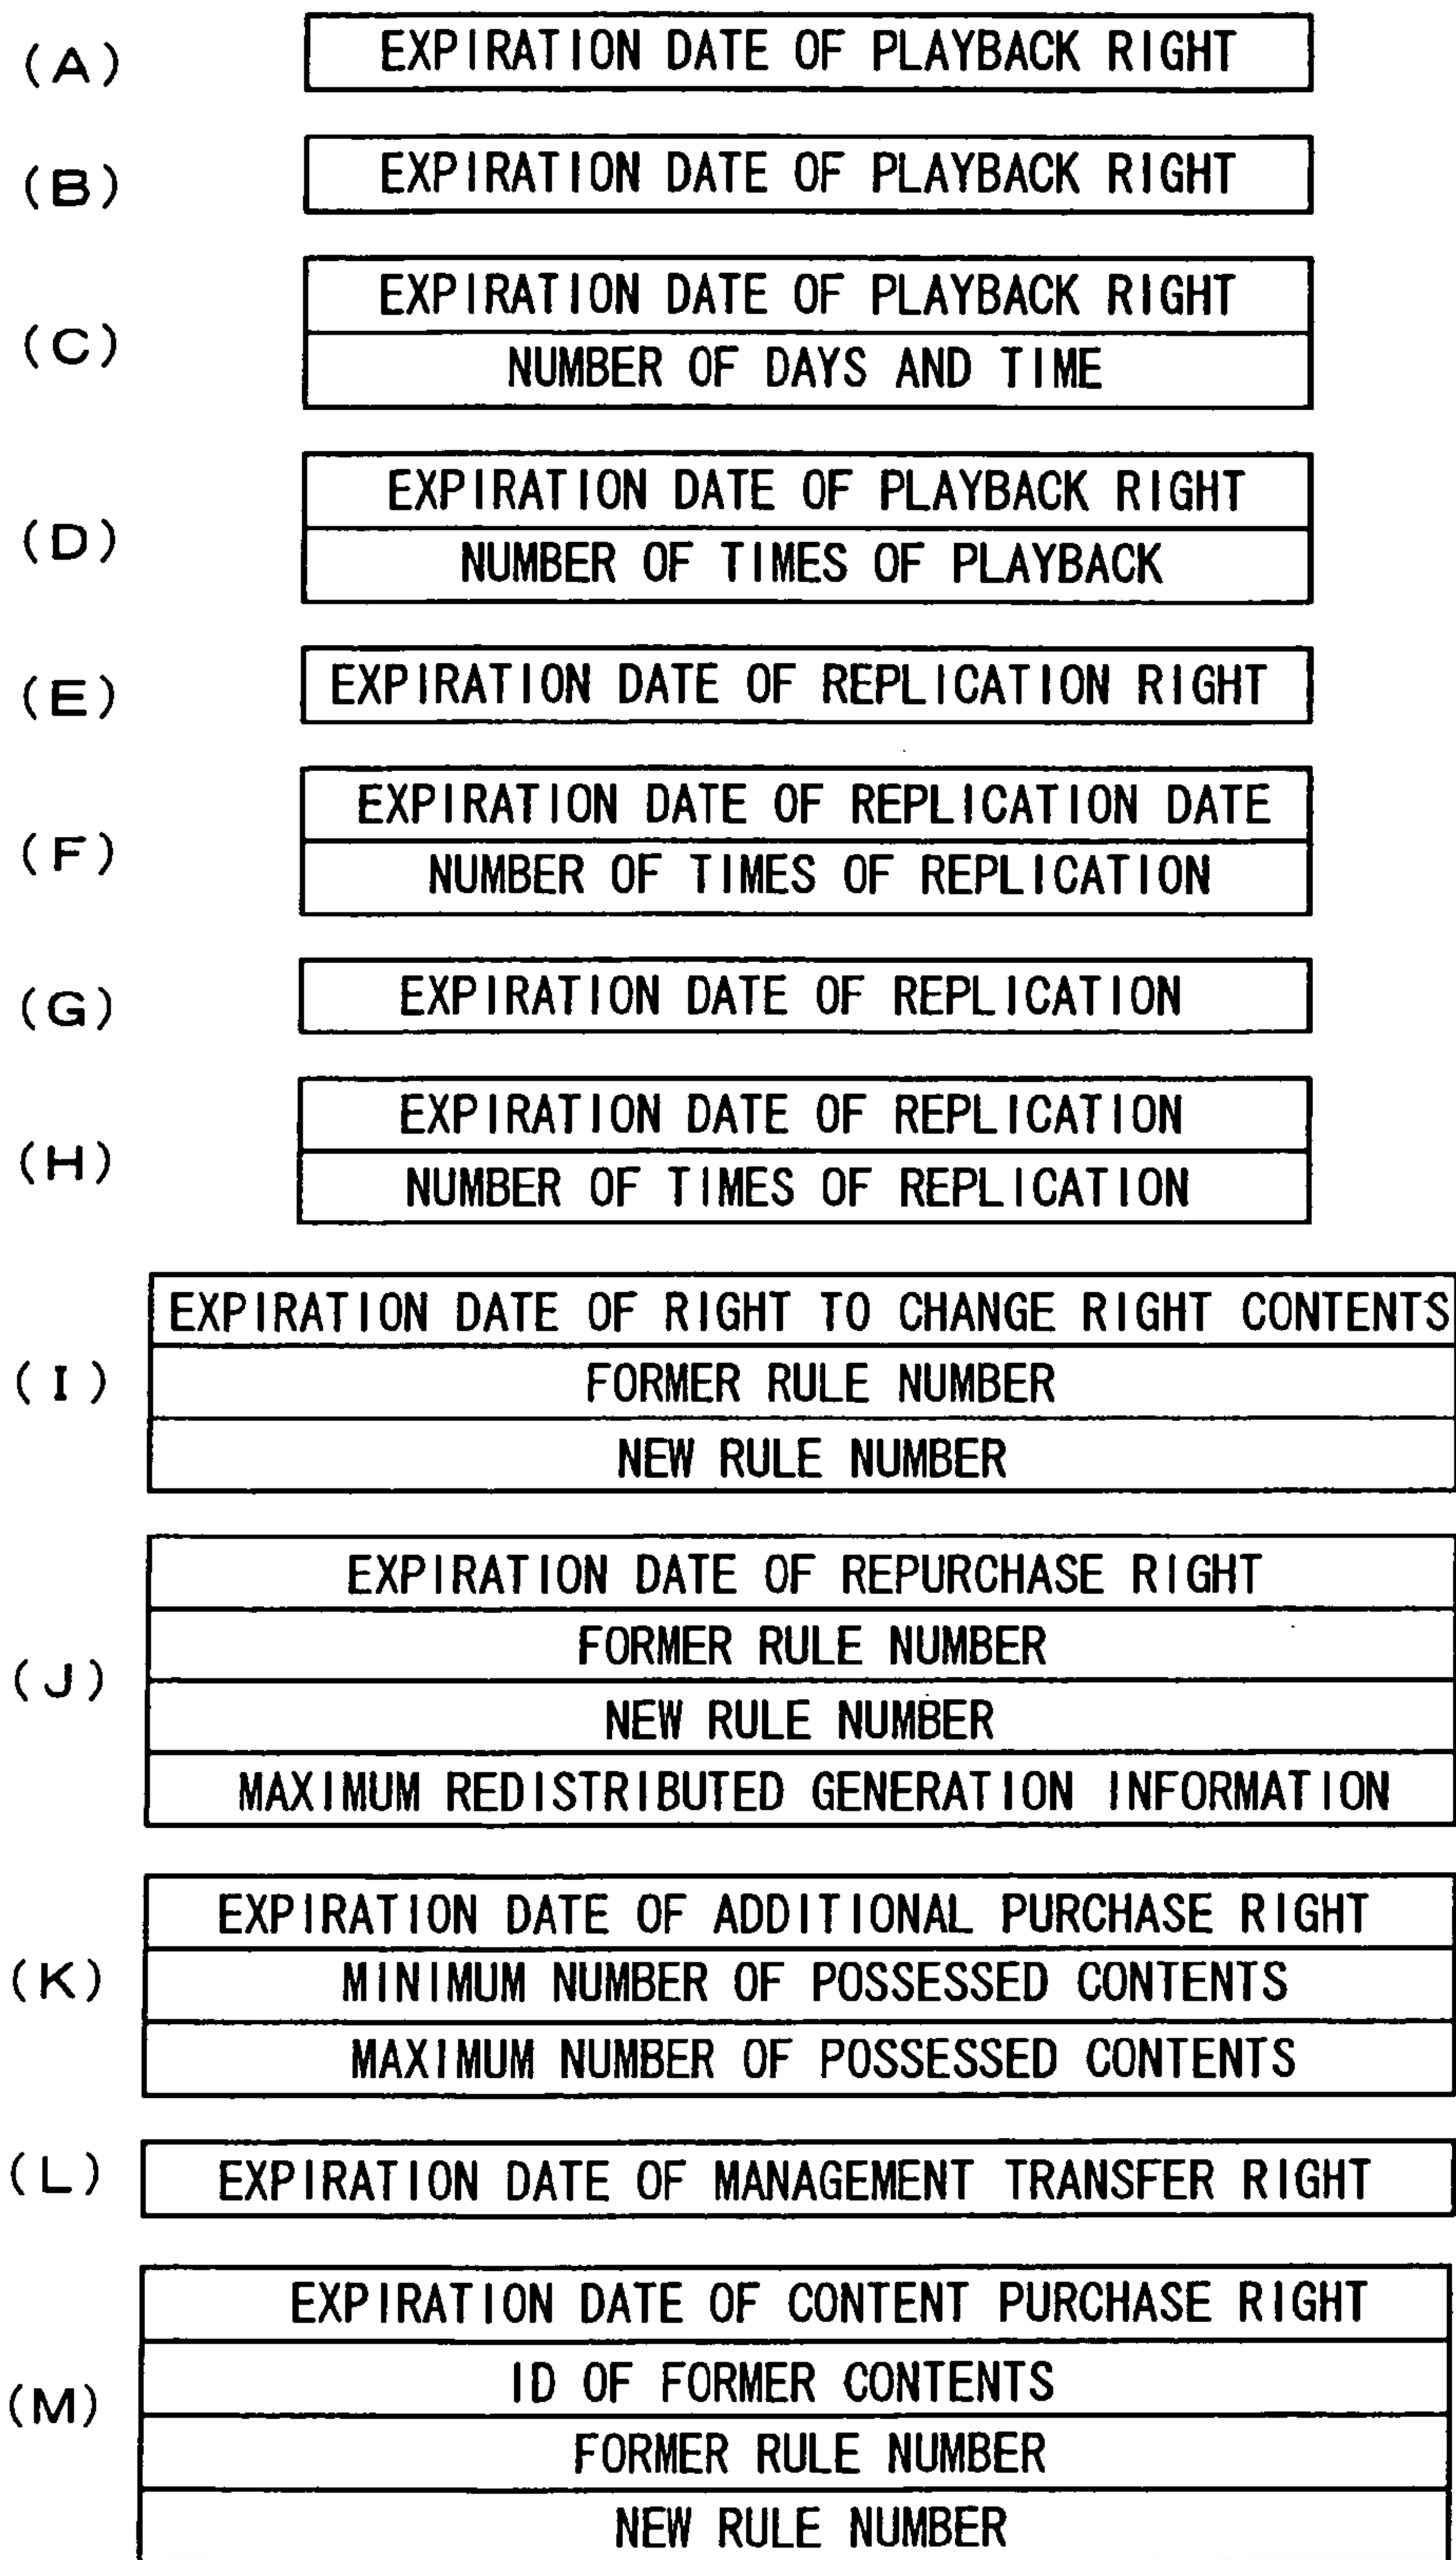 (A)
EXPIRATION DATE OF PLAYBACK RIGHT
(B)
EXPIRATION DATE OF PLAYBACK RIGHT
(C)
EXPIRATION DATE OF PLAYBACK RIGHT
NUMBER OF DAYS AND TIME
(D)
EXPIRATION DATE OF PLAYBACK RIGHT
NUMBER OF TIMES OF PLAYBACK
(E)
EXPIRATION DATE OF REPLICATION RIGHT
(F)
EXPIRATION DATE OF REPLICATION DATE
NUMBER OF TIMES OF REPLICATION
(G)
EXPIRATION DATE OF REPLICATION
(H)
EXPIRATION DATE OF REPLICATION
NUMBER OF TIMES OF REPLICATION
(I)
EXPIRATION DATE OF RIGHT TO CHANGE RIGHT CONTENTS
FORMER RULE NUMBER
NEW RULE NUMBER
(J)
EXPIRATION DATE OF REPURCHASE RIGHT
FORMER RULE NUMBER
NEW RULE NUMBER
MAXIMUM REDISTRIBUTED GENERATION INFORMATION
(K)
EXPIRATION DATE OF ADDITIONAL PURCHASE RIGHT
MINIMUM NUMBER OF POSSESSED CONTENTS
MAXIMUM NUMBER OF POSSESSED CONTENTS
(L)
EXPIRATION DATE OF MANAGEMENT TRANSFER RIGHT
(M)
EXPIRATION DATE OF CONTENT PURCHASE RIGHT
ID OF FORMER CONTENTS
FORMER RULE NUMBER
NEW RULE NUMBER